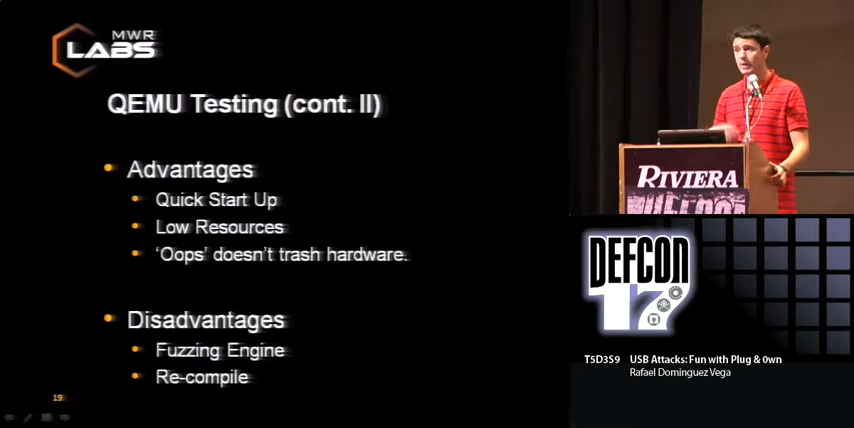 MWR
LABS
QEMU Testing (cont. II)
Advantages
Quick Start Up
Low Resources
‘Oops’ doesn’t trash hardware.
Disadvantages
Fuzzing Engine
Re-compile
19
RIVIERA
DEFCON
17
T5D3S9 USB Attacks: Fun with Plug & 0wn
Rafael Dominguez Vega